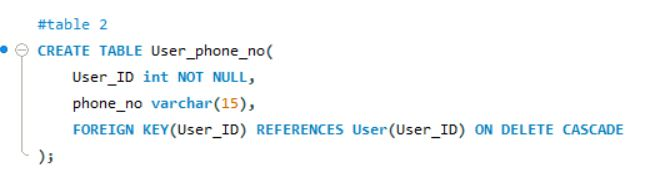 #table 2
CREATE TABLE User_phone_no(
User_ID int NOT NULL,
phone_no varchar(15),
FOREIGN KEY(User_ID) REFERENCES User(User_ID) ON DELETE CASCADE
);